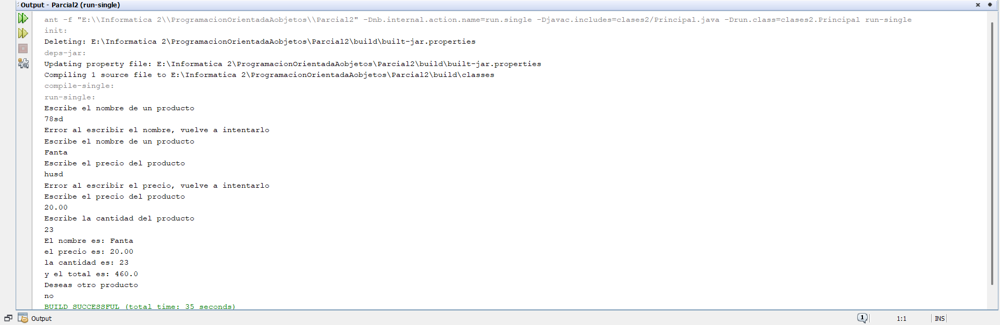 Output - Parcial2 (run-single)
ant -f "E:\\Informatica 2\\ProgramacionOrientadaAobjetos\\Parcial2" -Dnb.internal.action.name=run.single -Djavac.includes=clases2/Principal.java -Drun.class=clases2.Principal run-single
init:
Deleting: E:\Informatica 2\ProgramacionOrientadaAobjetos\Parcial2\build\built-jar.properties
deps-jar:
Updating property file: E:\Informatica 2\ProgramacionOrientadaAobjetos\Parcial2\build\built-jar.properties
Compiling 1 source file to E:\Informatica 2\ProgramacionOrientadaAobjetos\Parcial2\build\classes
compile-single:
run-single:
Escribe el nombre de un producto
78sd
Error al escribir el nombre, vuelve a intentarlo
Escribe el nombre de un producto
Fanta
Escribe el precio del producto
husd
Error al escribir el precio, vuelve a intentarlo
Escribe el precio del producto
20.00
Escribe la cantidad del producto
23
El nombre es: Fanta
el precio es: 20.00
la cantidad es: 23
y el total es: 460.0
Deseas otro producto
no
BUILD SUCCESSFUL (total time: 35 seconds)
Output
1
1:1
INS